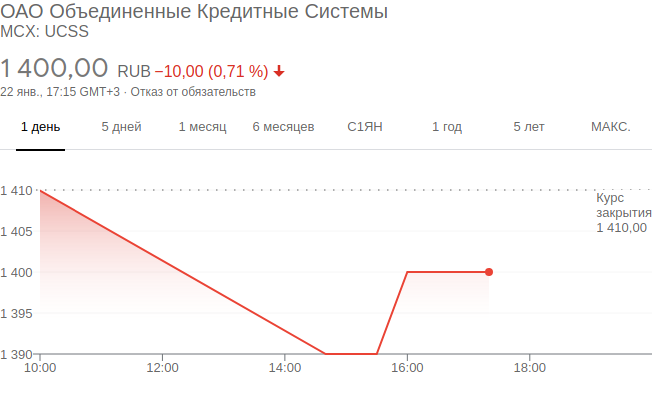 ОАО Объединенные Кредитные Системы
MCX: UCSS
1 400,00 RUB −10,00 (0,71 %)
22 янв., 17:15 GMT+3 · Отказ от обязательств
1 день 5 дней 1 месяц 6 месяцев С1ЯН 1 год 5 лет МАКС.
1 410
Курс
закрытия
1 410,00
1 405
1 400
1 395
1 390
10:00 12:00 14:00 16:00 18:00